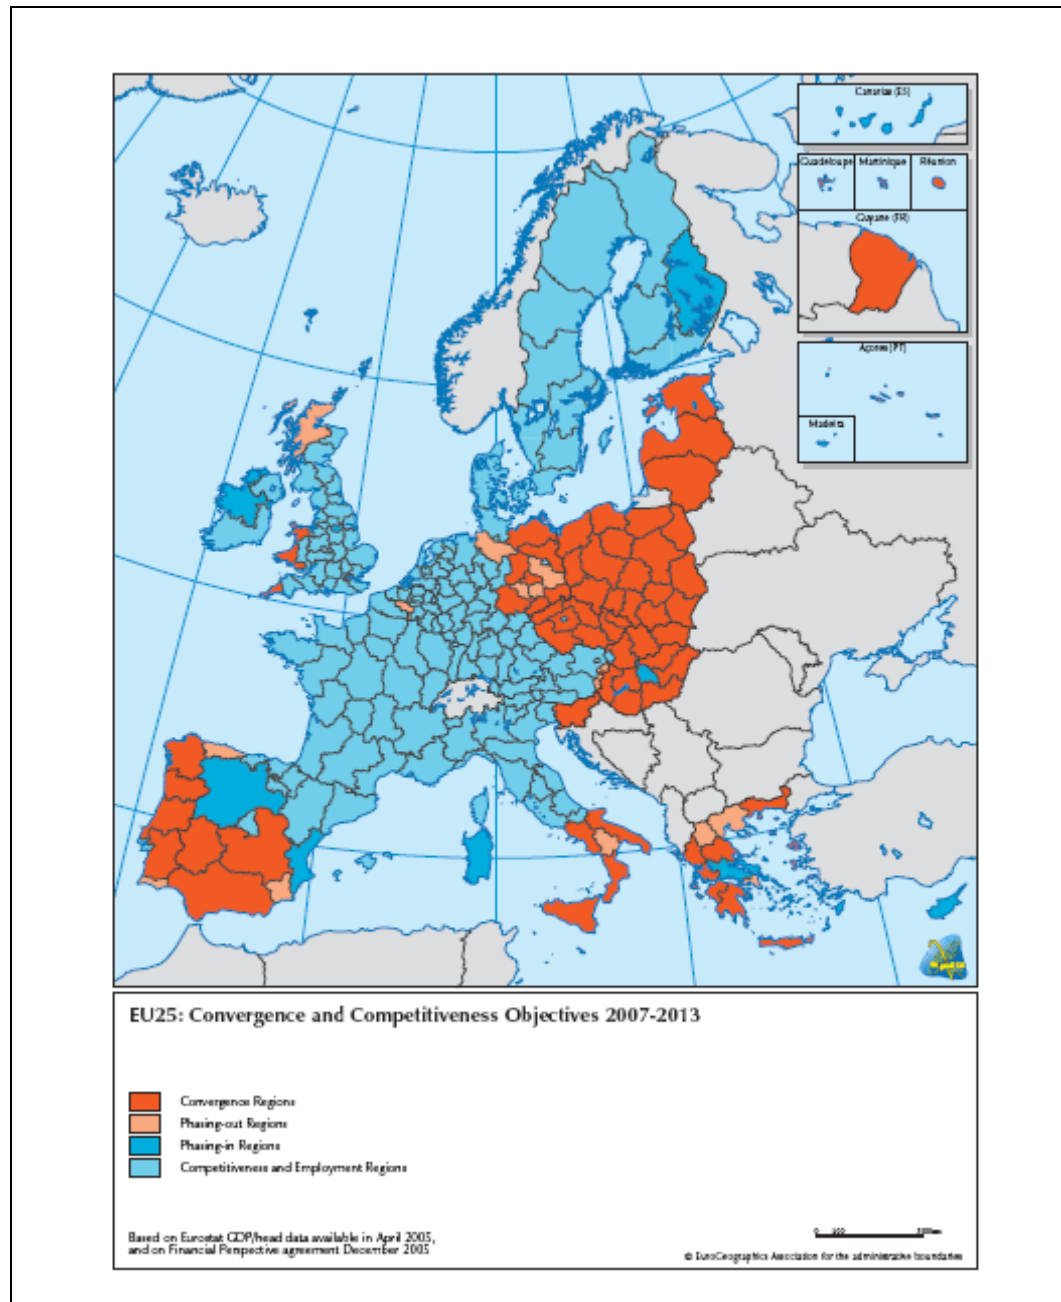 Canarias (ES)
Guadeloupe Martinique Réunion
Guyane (FR)
Açores (PT)
Madeira
EU25: Convergence and Competitiveness Objectives 2007-2013
Convergence Regions
Phasing-out Regions
Phasing-in Regions
Competitiveness and Employment Regions
Based on Eurostat GDP/head data available in April 2005,
and on Financial Perspective agreement December 2005
0
© EuroGeographics Association for the administrative boundaries